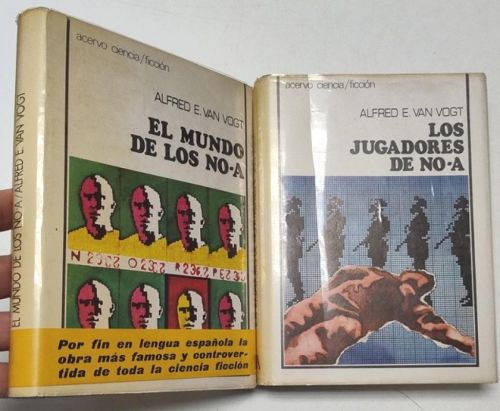 EL MUNDO DE LOS NO-A/ALFRED E. VAN VOGT
acervo ciencia/ficción
ALFRED E. VAN VOGT
EL MUNDO
DE LOS NO-A
Por fin en lengua española la
obra más famosa y controver-
tida de toda la ciencia ficción
acervo ciencia/ficción
ALFRED E. VAN VOGT
LOS
JUGADORES
DE NO-A